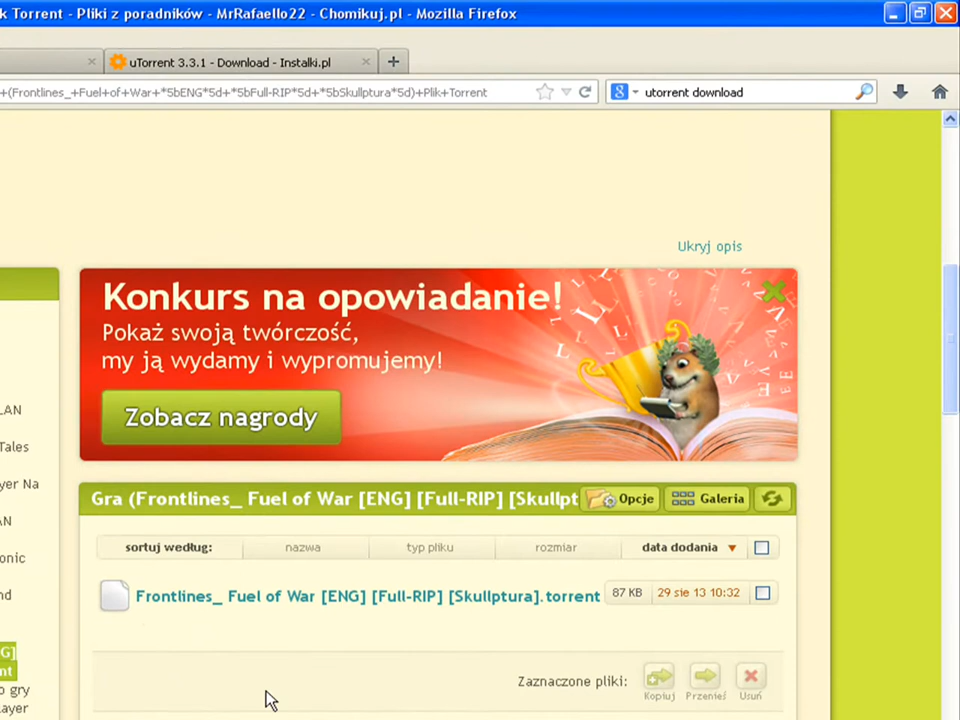 k Torrent - Pliki z poradników - MrRafaello22 - Chomikuj.pl - Mozilla Firefox
uTorrent 3.3.1 - Download - Instalki.pl
+(Frontlines_+Fuel+of+War+*5bENG*5d+*5bFull-RIP*5d+*5bSkullptura*5d)+Plik+Torrent
utorrent download
Ukryj opis
Konkurs na opowiadanie!
Pokaż swoją twórczość,
my ją wydamy i wypromujemy!
Zobacz nagrody
LAN
Tales
yer Na
AN
onic
nd
G]
nt
o gry
layer
Gra (Frontlines_ Fuel of War [ENG] [Full-RIP] [Skullpt
Opcje
Galeria
sortuj według:
nazwa
typ pliku
rozmiar
data dodania
Frontlines_ Fuel of War [ENG] [Full-RIP] [Skullptura].torrent
87 KB
29 sie 13 10:32
Zaznaczone pliki:
Kopiuj
Przenieś
Usuń